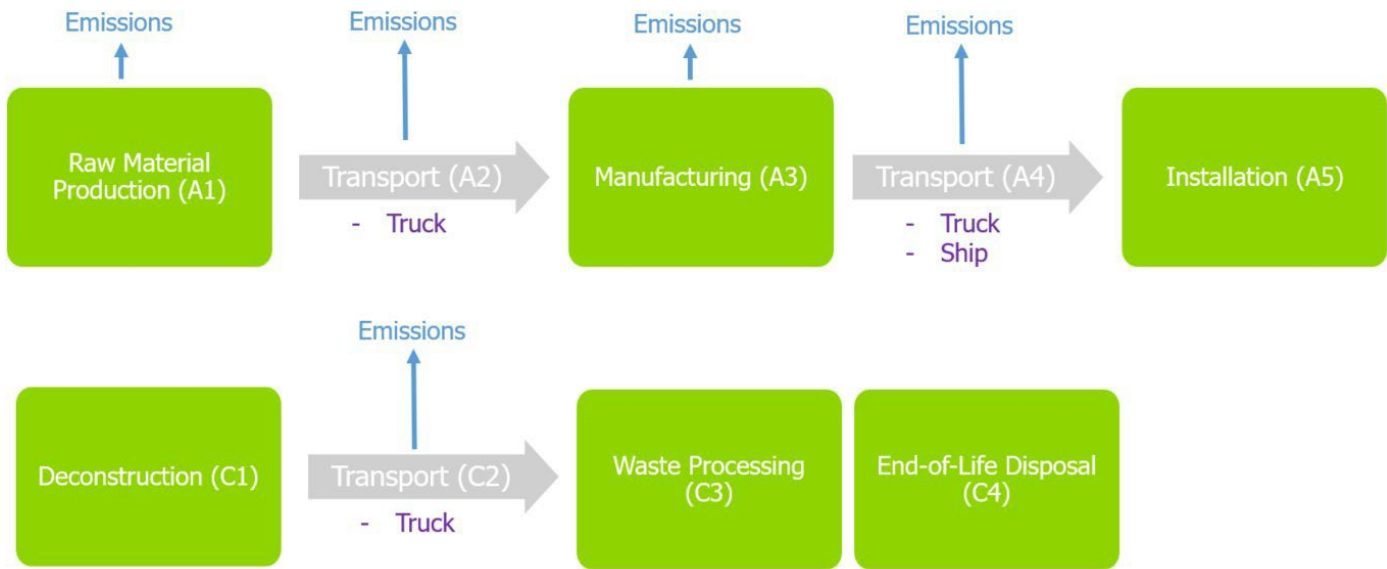 Emissions
Emissions
Emissions
Emissions
Raw Material
Production (A1)
Transport (A2)
- Truck
Manufacturing (A3)
Transport (A4)
- Truck
- Ship
Installation (A5)
Emissions
Deconstruction (C1)
Transport (C2)
- Truck
Waste Processing
(C3)
End-of-Life Disposal
(C4)